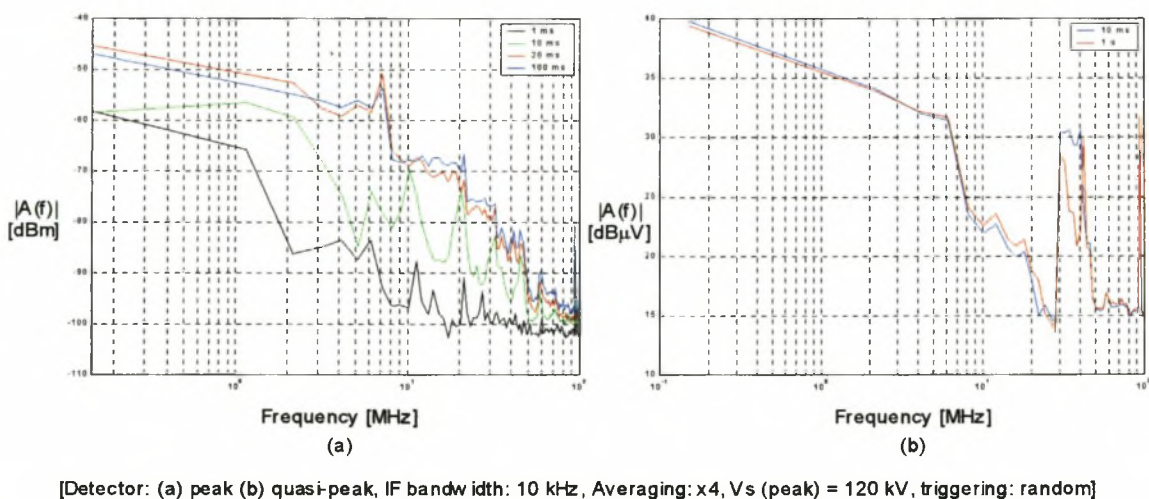 1 ms
10 ms
20 ms
100 ms
-40
-50
-60
-70
-80
-90
-100
-110
|A(f)|
[dBm]
Frequency [MHz]
(a)
10 ms
1 s
40
35
30
25
20
15
10
|A(f)|
[dBµV]
Frequency [MHz]
(b)
[Detector: (a) peak (b) quasi-peak, IF bandwidth: 10 kHz, Averaging: x4, Vs (peak) = 120 kV, triggering: random]